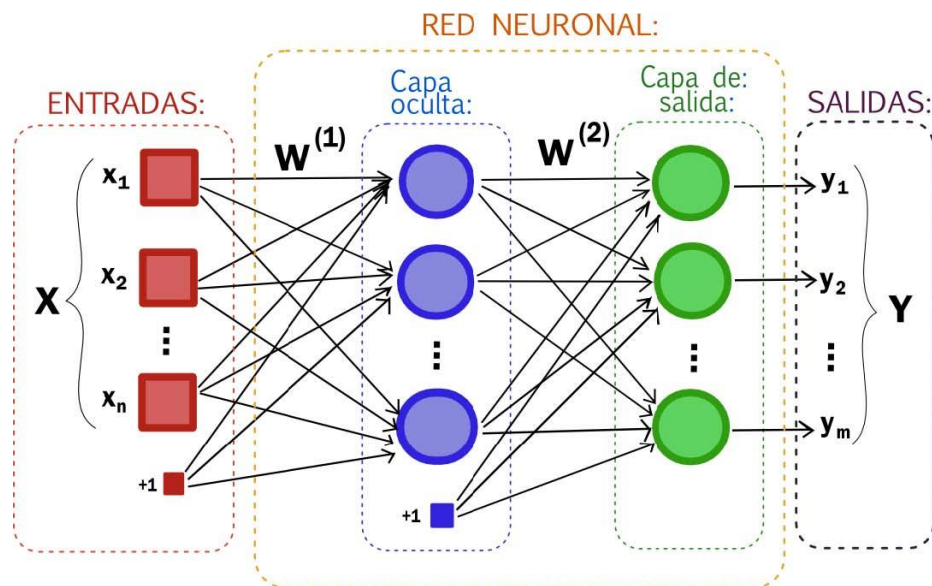 RED NEURONAL:
ENTRADAS:
Capa
oculta:
Capa de:
salida:
SALIDAS:
W(1)
W(2)
x1
x2
⋮
xn
+1
X
⋮
+1
⋮
y1
y2
⋮
ym
Y